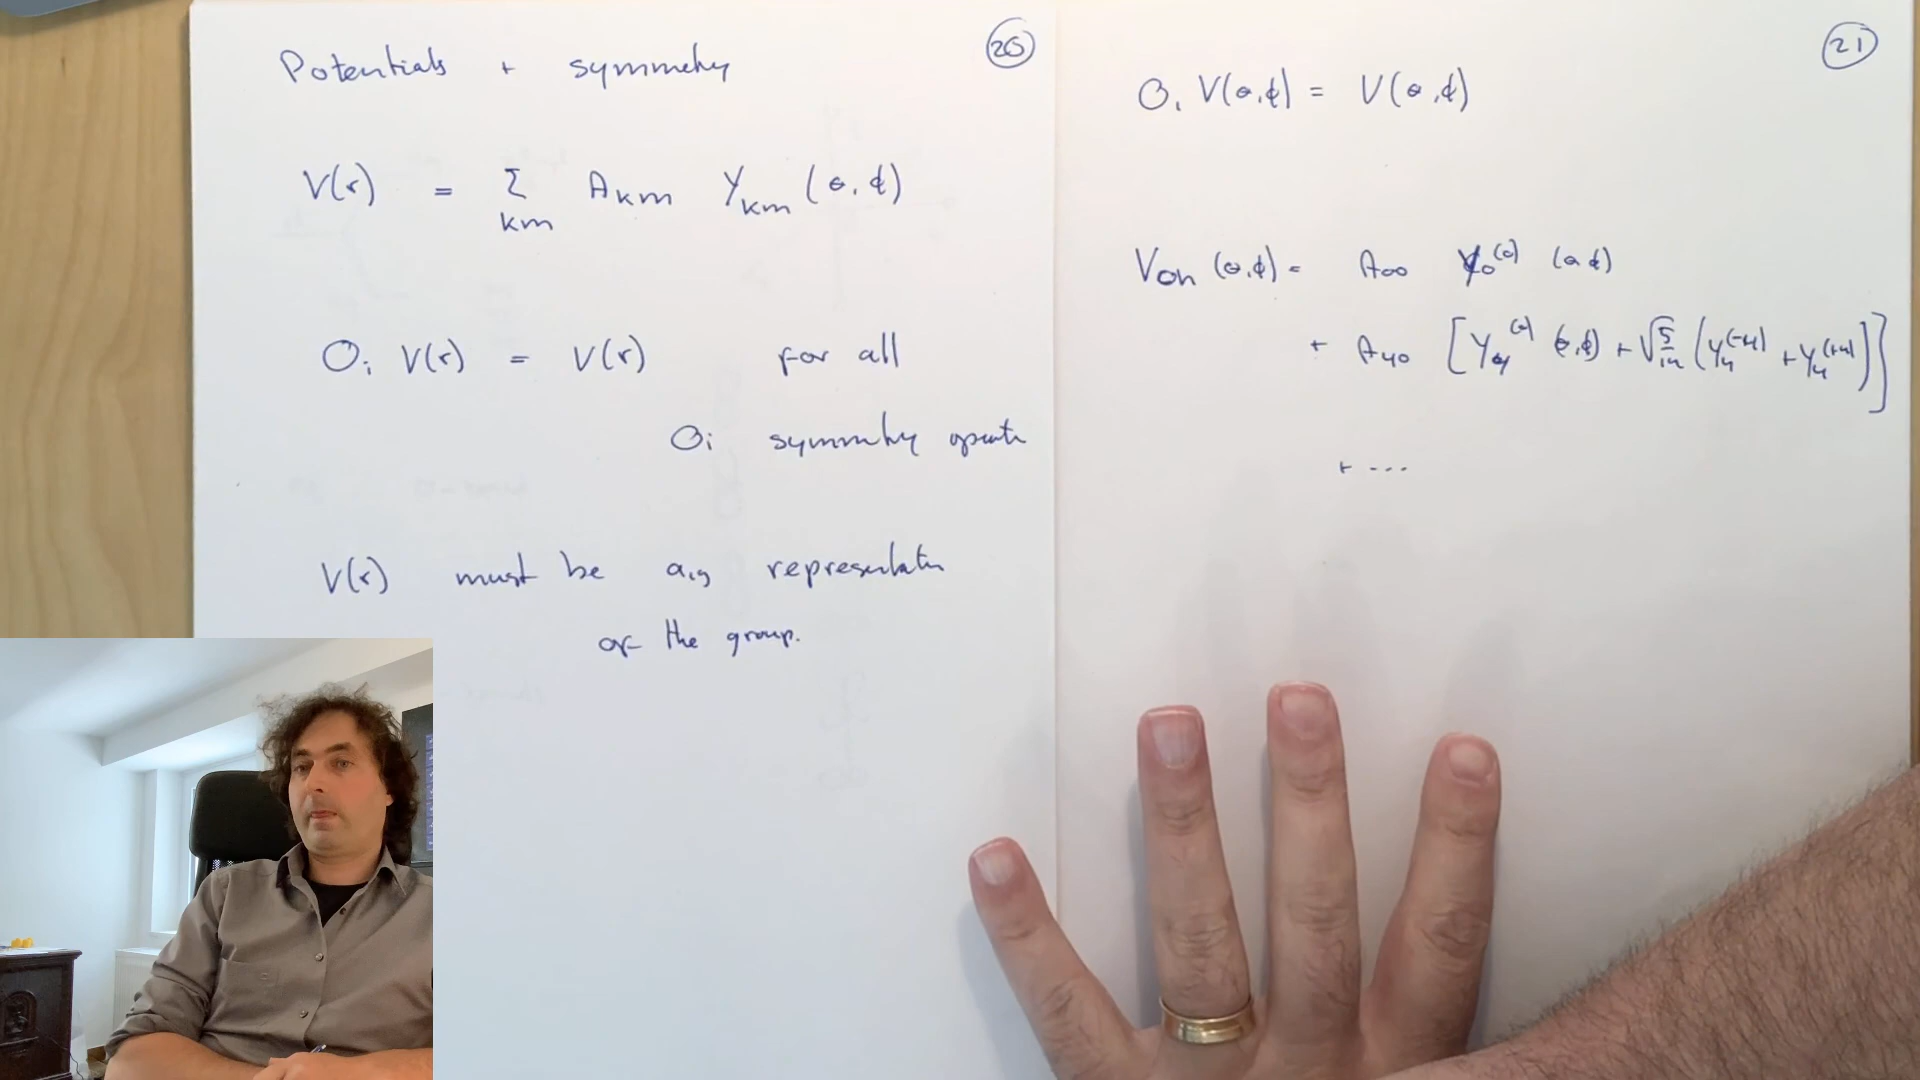 Potentials + symmetry
20
V(r) = Σ A_km Y_km (θ,ϕ)
km
O_i V(r) = V(r) for all
O_i symmetry operate
V(r) must be a_1g representation
of the group.
21
O_i V(θ,ϕ) = V(θ,ϕ)
V_Oh (θ,ϕ) = A_00 Y_0^(0) (θ,ϕ)
+ A_40 [Y_4^(0) (θ,ϕ) + √5/14 (Y_4^(-4) + Y_4^(+4))]
+ ...